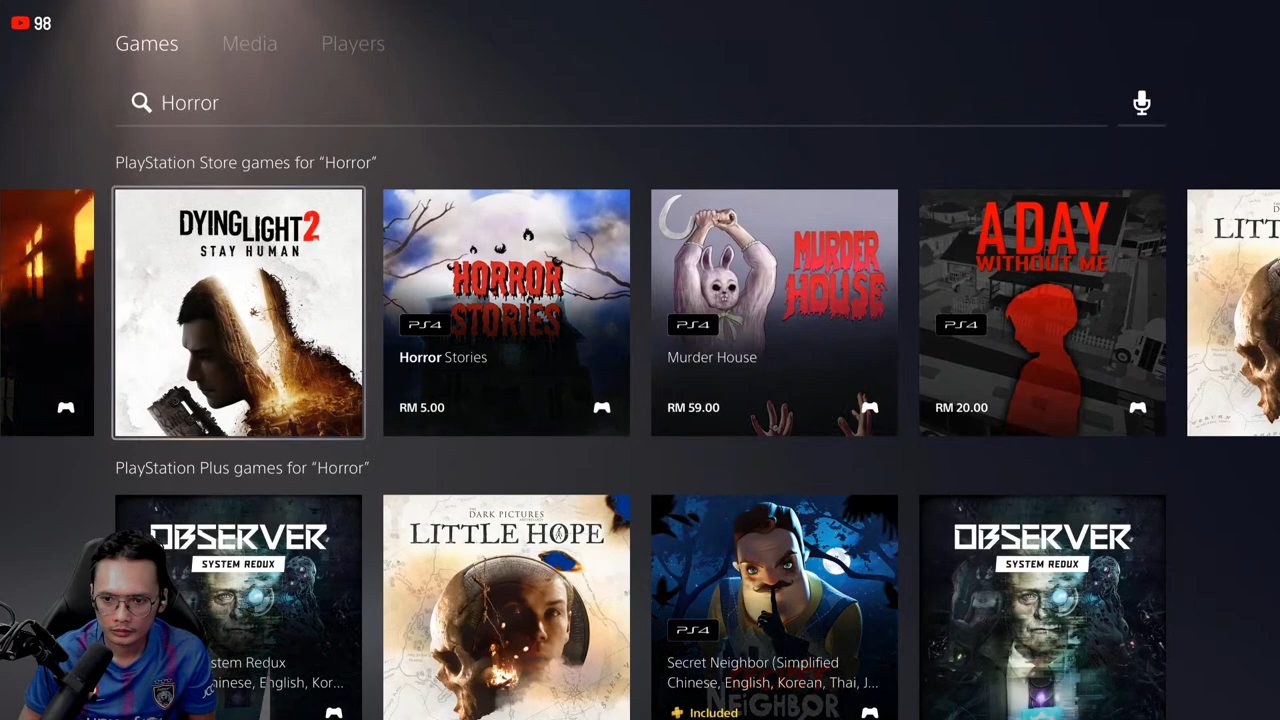 98
Games Media Players
Horror
PlayStation Store games for “Horror”
DYING LIGHT 2
STAY HUMAN
HORROR
STORIES
PS4
Horror Stories
RM 5.00
MURDER
HOUSE
PS4
Murder House
RM 59.00
A DAY
WITHOUT ME
PS4
RM 20.00
LITT
PlayStation Plus games for “Horror”
OBSERVER
SYSTEM REDUX
stem Redux
hinese, English, Kor...
THE
DARK PICTURES
ANTHOLOGY
LITTLE HOPE
PS4
Secret Neighbor (Simplified
Chinese, English, Korean, Thai, J...
NEiGHBOR
Included
OBSERVER
SYSTEM REDUX